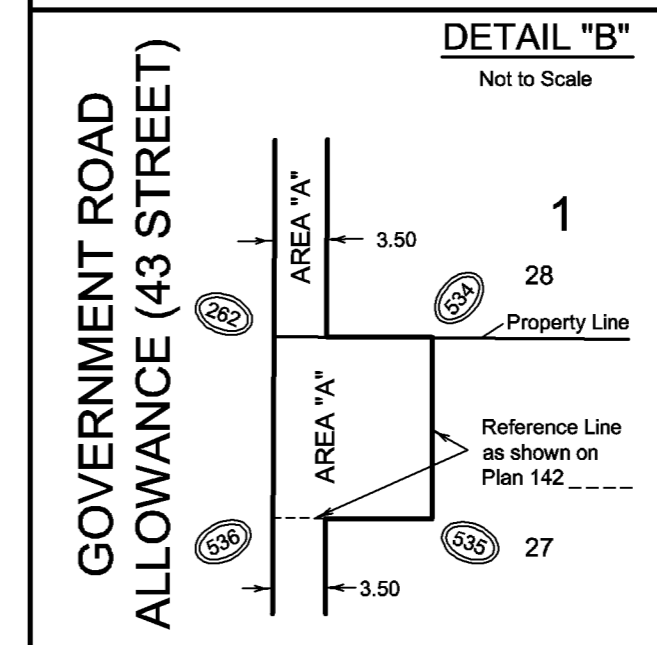 DETAIL "B"
Not to Scale
GOVERNMENT ROAD
ALLOWANCE (43 STREET)
AREA "A"
3.50
1
28
534
262
Property Line
AREA "A"
Reference Line
as shown on
Plan 142 _ _ _ _
536
535
27
3.50